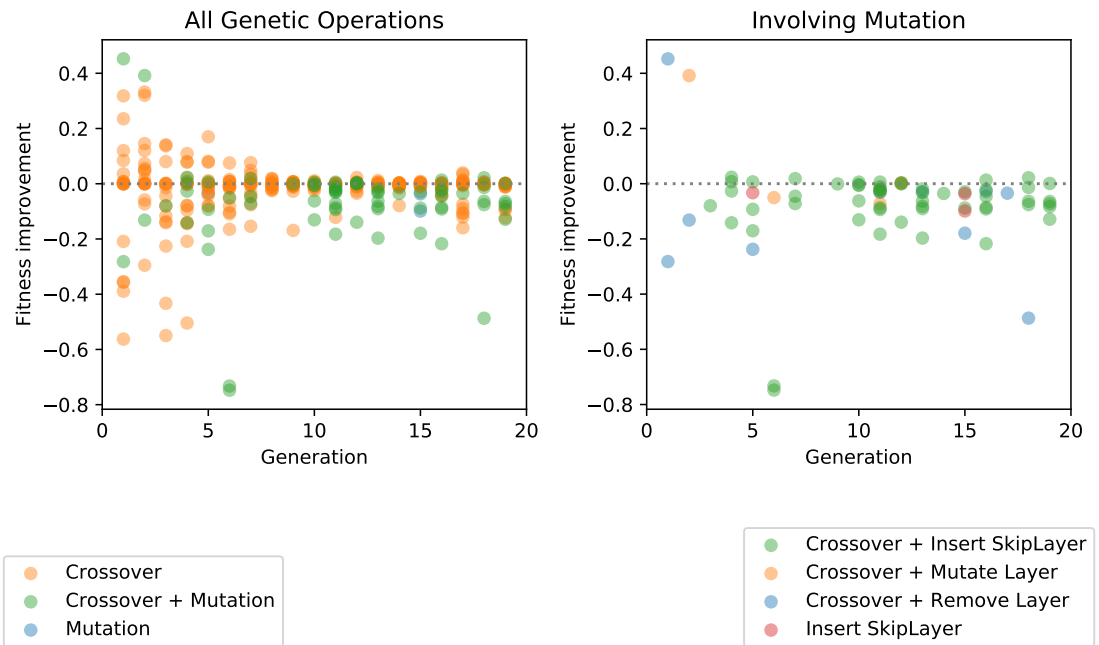 All Genetic Operations
Fitness improvement
0.4
0.2
0.0
−0.2
−0.4
−0.6
−0.8
0 5 10 15 20
Generation
Crossover
Crossover + Mutation
Mutation
Involving Mutation
Fitness improvement
0.4
0.2
0.0
−0.2
−0.4
−0.6
−0.8
0 5 10 15 20
Generation
Crossover + Insert SkipLayer
Crossover + Mutate Layer
Crossover + Remove Layer
Insert SkipLayer